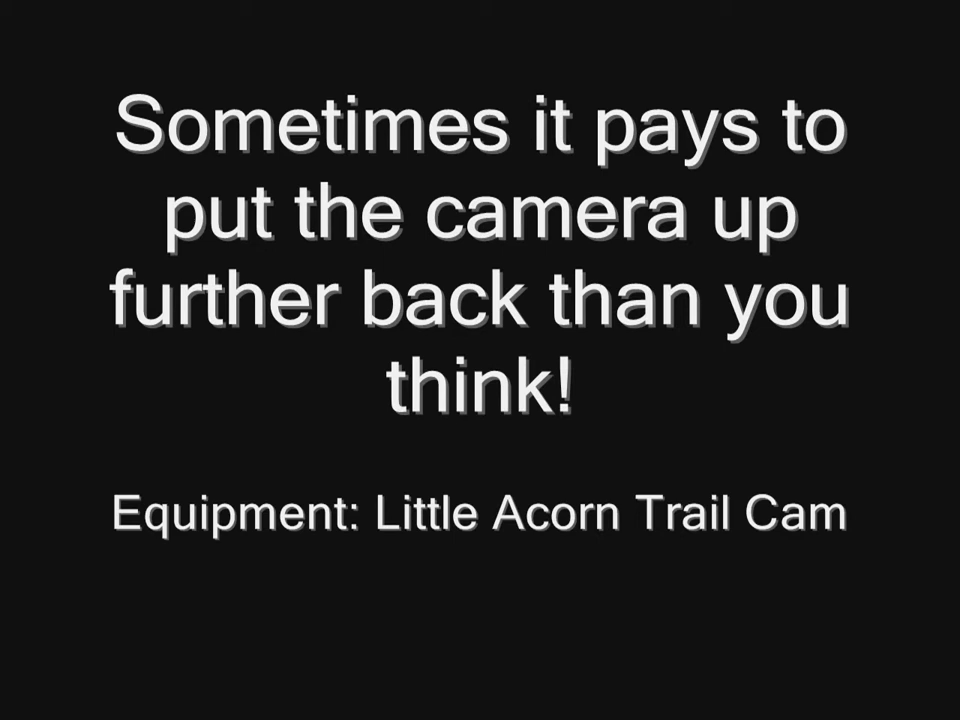 Sometimes it pays to
put the camera up
further back than you
think!
Equipment: Little Acorn Trail Cam